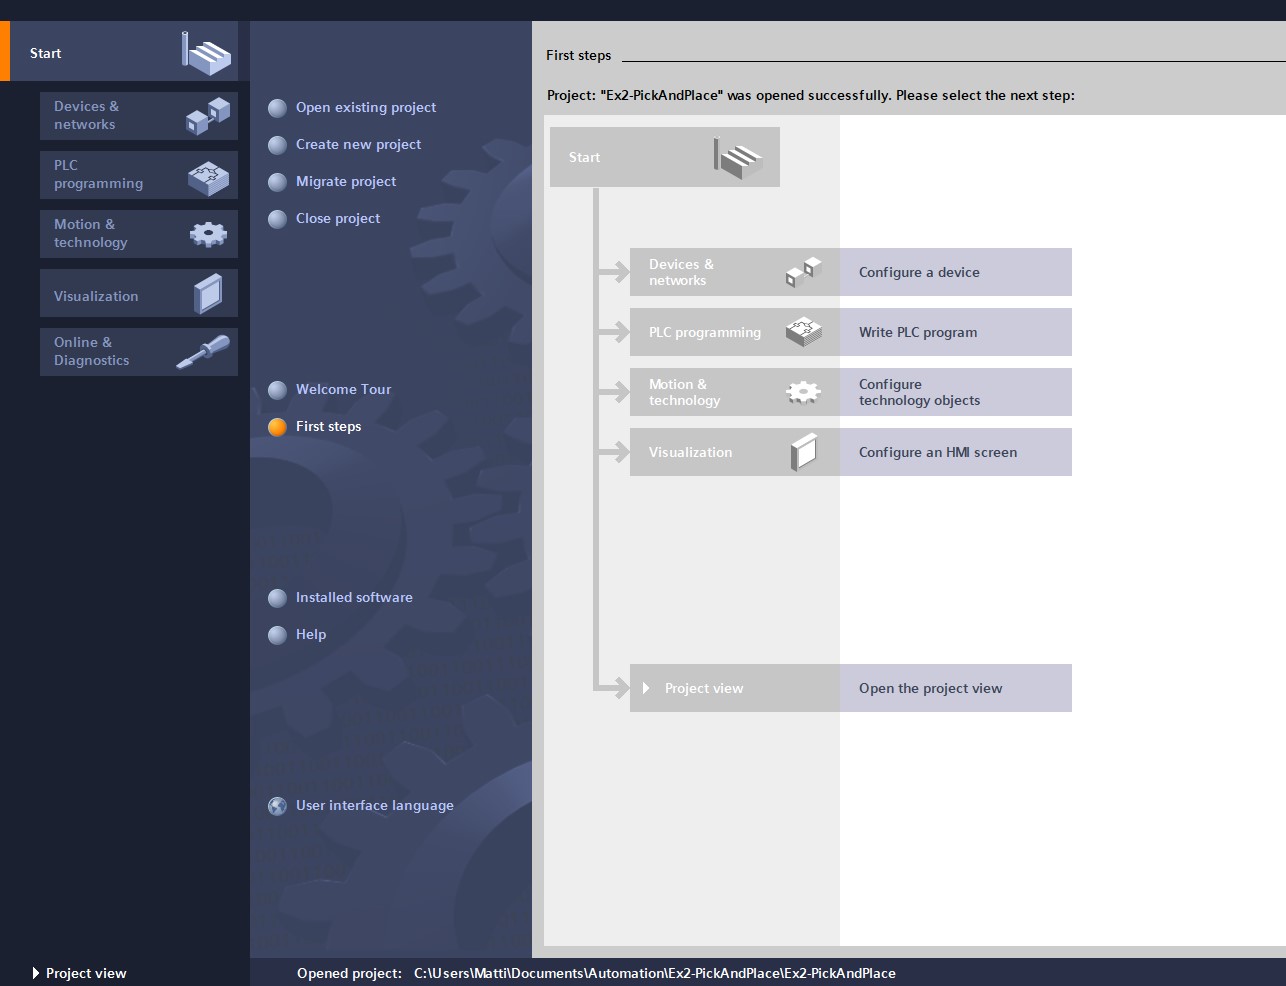 Start
Devices &
networks
PLC
programming
Motion &
technology
Visualization
Online &
Diagnostics
Project view
Open existing project
Create new project
Migrate project
Close project
Welcome Tour
First steps
Installed software
Help
User interface language
First steps
Project: "Ex2-PickAndPlace" was opened successfully. Please select the next step:
Start
Devices &
networks
Configure a device
PLC programming
Write PLC program
Motion &
technology
Configure
technology objects
Visualization
Configure an HMI screen
Project view
Open the project view
Opened project: C:\Users\Matti\Documents\Automation\Ex2-PickAndPlace\Ex2-PickAndPlace